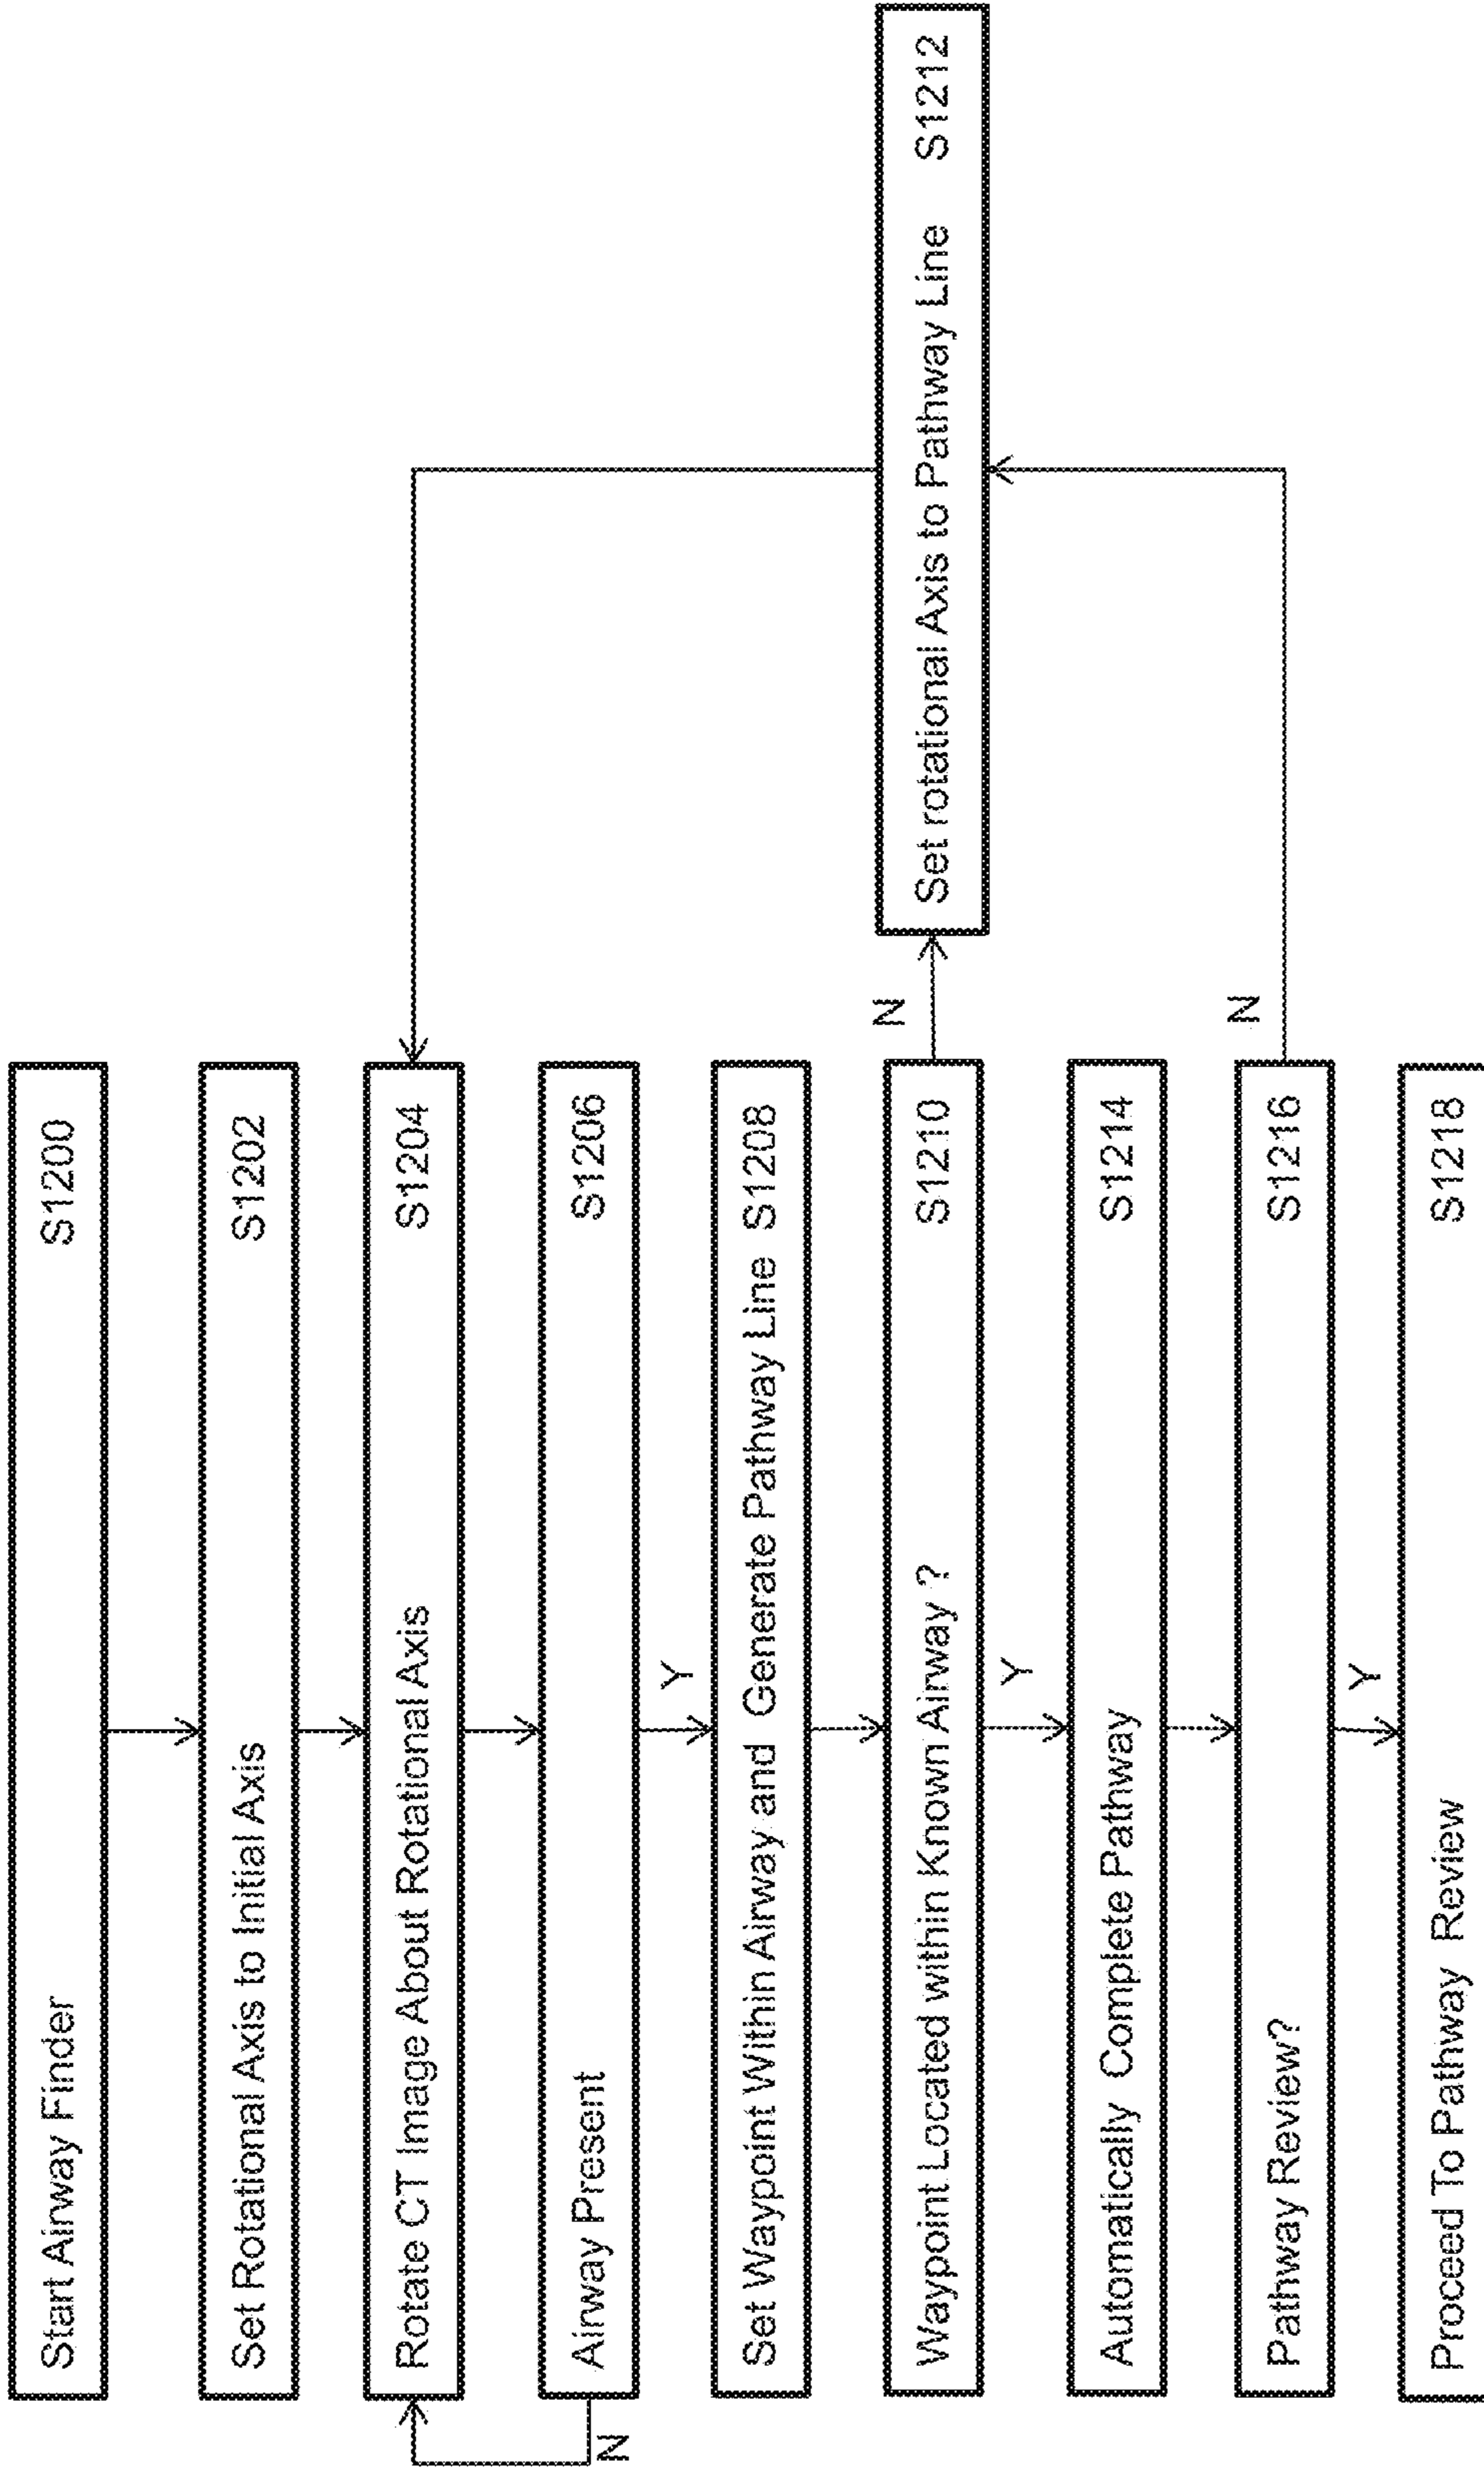 Start Airway Finder S1200
Set Rotational Axis to Initial Axis S1202
Rotate CT Image About Rotational Axis S1204
Airway Present S1206
N
Y
Set Waypoint Within Airway and Generate Pathway Line S1208
Waypoint Located within Known Airway ? S1210
N
Set rotational Axis to Pathway Line S1212
Y
Automatically Complete Pathway S1214
Pathway Review? S1216
N
Y
Proceed To Pathway Review S1218